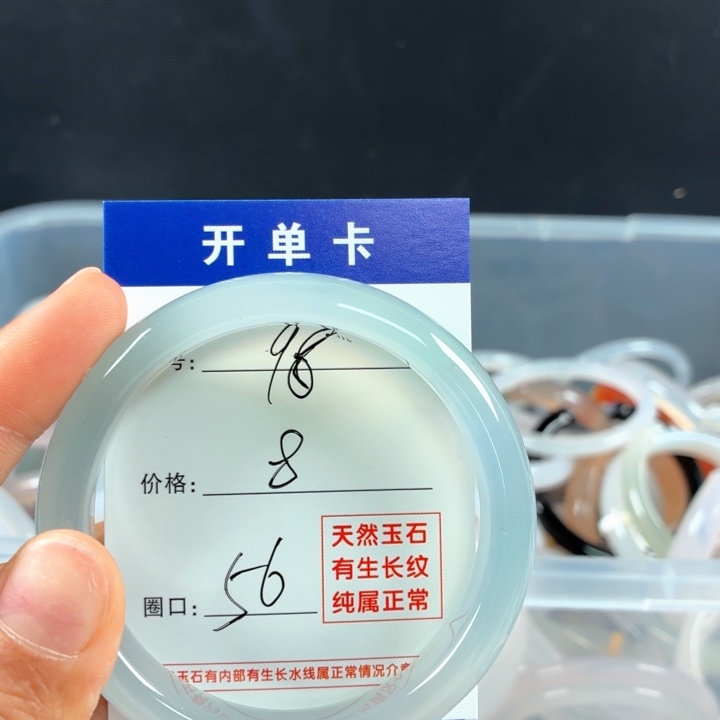 开单卡
号: 98
价格: 8
圈口: 56
天然玉石
有生长纹
纯属正常
玉石有内部有生长水线属正常情况介意